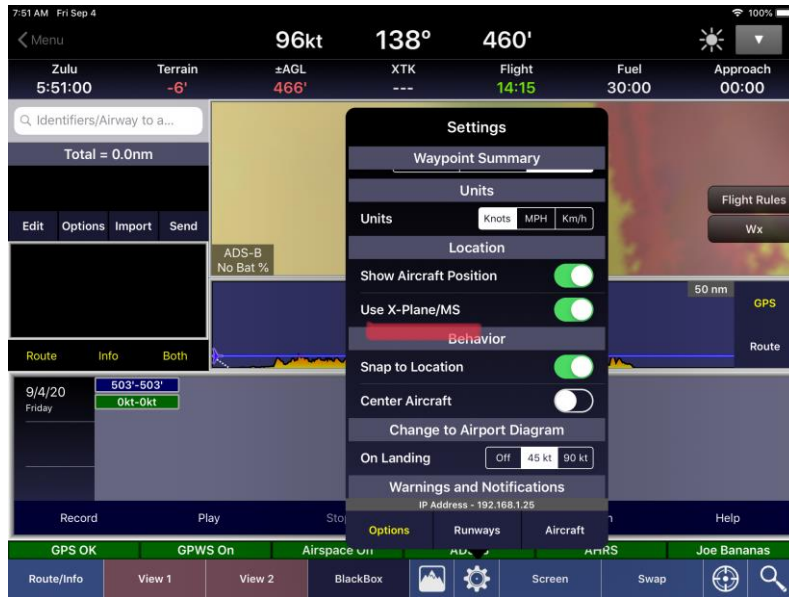 7:51 AM Fri Sep 4
100%
Menu
96kt 138° 460'
Zulu Terrain ±AGL XTK Flight Fuel Approach
5:51:00 -6' 466' --- 14:15 30:00 00:00
Identifiers/Airway to a...
Total = 0.0nm
Edit Options Import Send
Route Info Both
ADS-B
No Bat %
Flight Rules
Wx
50 nm
GPS
Route
Settings
Waypoint Summary
Units
Units Knots MPH Km/h
Location
Show Aircraft Position
Use X-Plane/MS
Behavior
Snap to Location
Center Aircraft
Change to Airport Diagram
On Landing Off 45 kt 90 kt
Warnings and Notifications
IP Address - 192.168.1.25
Options Runways Aircraft
9/4/20
Friday
503'-503'
0kt-0kt
Record Play Help
GPS OK GPWS On Joe Bananas
Route/Info View 1 View 2 BlackBox Screen Swap